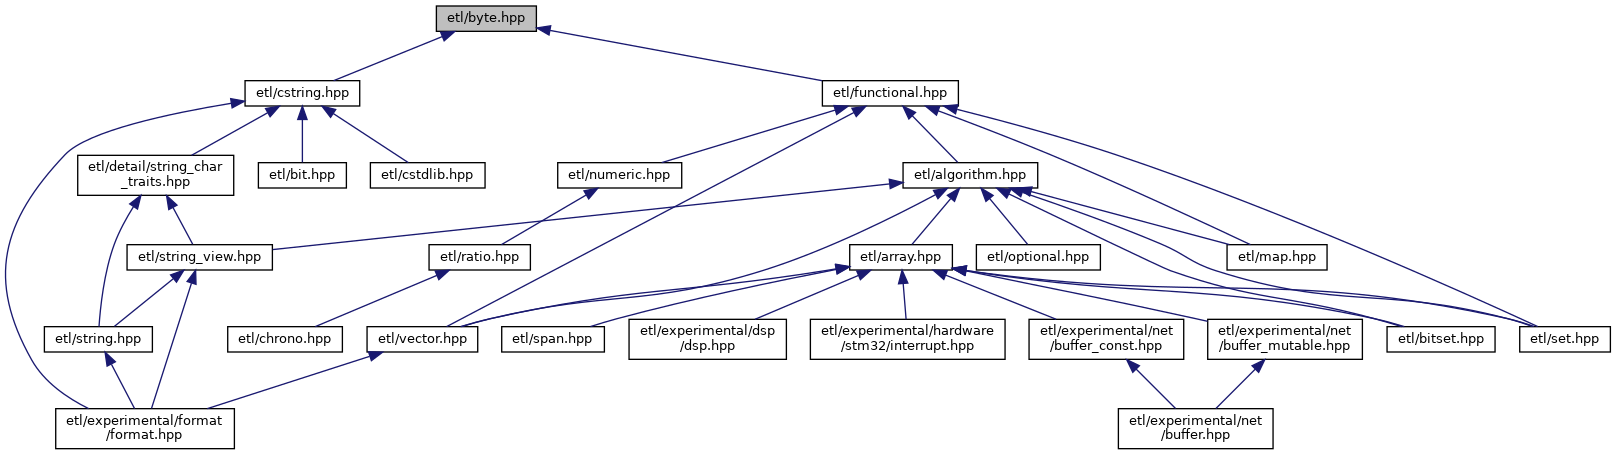 etl/byte.hpp
etl/cstring.hpp
etl/functional.hpp
etl/detail/string_char
_traits.hpp
etl/bit.hpp
etl/cstdlib.hpp
etl/numeric.hpp
etl/algorithm.hpp
etl/string_view.hpp
etl/ratio.hpp
etl/array.hpp
etl/optional.hpp
etl/map.hpp
etl/string.hpp
etl/chrono.hpp
etl/vector.hpp
etl/span.hpp
etl/experimental/dsp
/dsp.hpp
etl/experimental/hardware
/stm32/interrupt.hpp
etl/experimental/net
/buffer_const.hpp
etl/experimental/net
/buffer_mutable.hpp
etl/bitset.hpp
etl/set.hpp
etl/experimental/format
/format.hpp
etl/experimental/net
/buffer.hpp